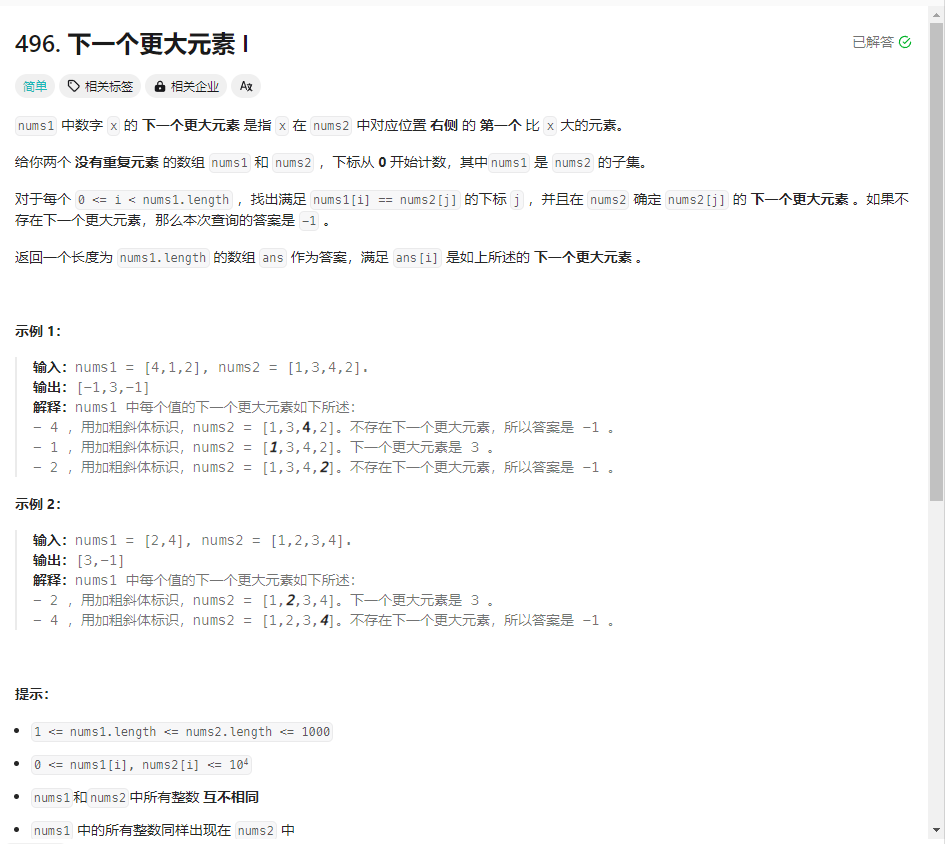 496. 下一个更大元素 I
已解答
简单 相关标签 相关企业 Ax
nums1 中数字 x 的 下一个更大元素 是指 x 在 nums2 中对应位置 右侧 的 第一个 比 x 大的元素。
给你两个 没有重复元素 的数组 nums1 和 nums2 ，下标从 0 开始计数，其中nums1 是 nums2 的子集。
对于每个 0 <= i < nums1.length ，找出满足 nums1[i] == nums2[j] 的下标 j ，并且在 nums2 确定 nums2[j] 的 下一个更大元素 。如果不
存在下一个更大元素，那么本次查询的答案是 -1 。
返回一个长度为 nums1.length 的数组 ans 作为答案，满足 ans[i] 是如上所述的 下一个更大元素 。
示例 1：
输入：nums1 = [4,1,2], nums2 = [1,3,4,2].
输出：[-1,3,-1]
解释：nums1 中每个值的下一个更大元素如下所述：
- 4 ，用加粗斜体标识，nums2 = [1,3,4,2]。不存在下一个更大元素，所以答案是 -1 。
- 1 ，用加粗斜体标识，nums2 = [1,3,4,2]。下一个更大元素是 3 。
- 2 ，用加粗斜体标识，nums2 = [1,3,4,2]。不存在下一个更大元素，所以答案是 -1 。
示例 2：
输入：nums1 = [2,4], nums2 = [1,2,3,4].
输出：[3,-1]
解释：nums1 中每个值的下一个更大元素如下所述：
- 2 ，用加粗斜体标识，nums2 = [1,2,3,4]。下一个更大元素是 3 。
- 4 ，用加粗斜体标识，nums2 = [1,2,3,4]。不存在下一个更大元素，所以答案是 -1 。
提示：
1 <= nums1.length <= nums2.length <= 1000
0 <= nums1[i], nums2[i] <= 10⁴
nums1和nums2中所有整数 互不相同
nums1 中的所有整数同样出现在 nums2 中